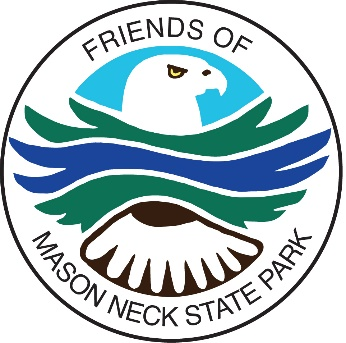 FRIENDS OF
MASON NECK STATE PARK